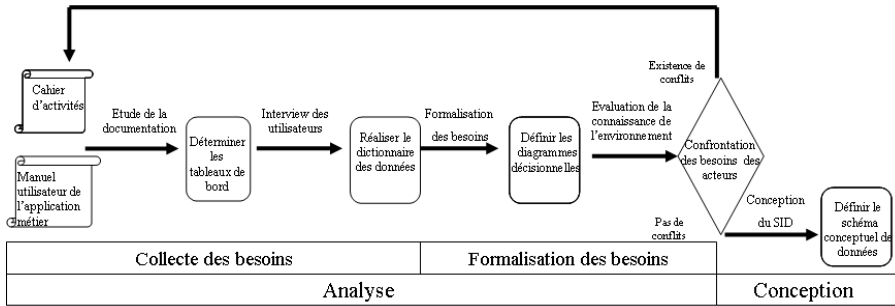 Cahier
d'activités
Manuel
utilisateur de
l'application
métier
Etude de la
documentation
Déterminer
les
tableaux de
bord
Interview des
utilisateurs
Réaliser le
dictionnaire
des données
Formalisation
des besoins
Définir les
diagrammes
décisionnelles
Evaluation de la
connaissance de
l'environnement
Existence de
conflits
Confrontation
des besoins des
acteurs
Pas de
conflits
Conception
du SID
Définir le
schéma
conceptuel de
données
Collecte des besoins
Formalisation des besoins
Analyse
Conception